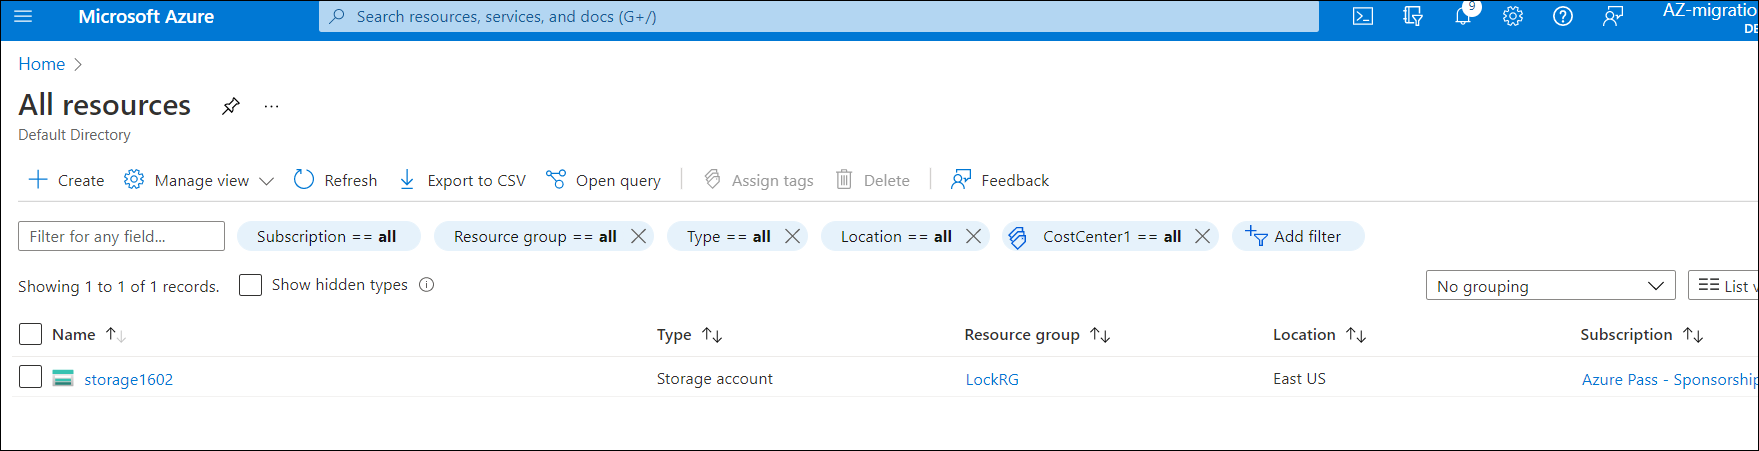 Microsoft Azure
Search resources, services, and docs (G+/)
9
AZ-migratio
DE
Home >
All resources
...
Default Directory
Create Manage view Refresh Export to CSV Open query Assign tags Delete Feedback
Filter for any field... Subscription == all Resource group == all Type == all Location == all CostCenter1 == all Add filter
Showing 1 to 1 of 1 records. Show hidden types No grouping List v
Name Type Resource group Location Subscription
storage1602 Storage account LockRG East US Azure Pass - Sponsorship